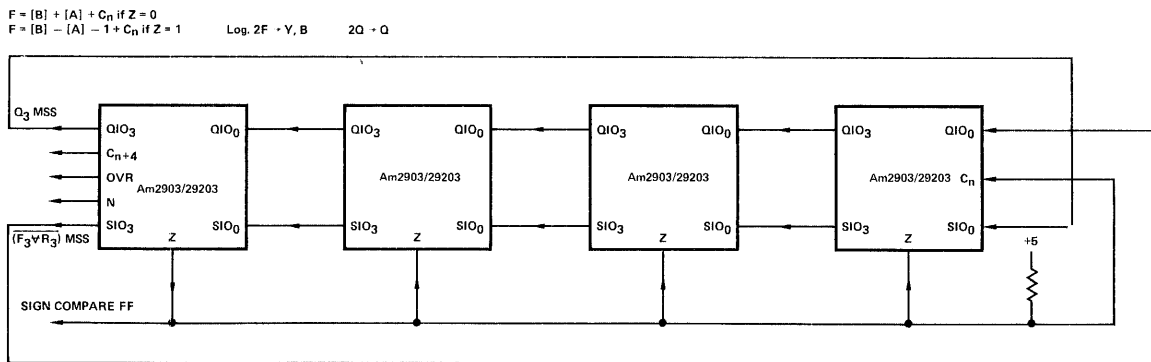 F = [B] + [A] + Cn if Z = 0
F = [B] − [A] − 1 + Cn if Z = 1 Log. 2F → Y, B 2Q → Q
Q3 MSS
QIO3 QIO0 QIO3 QIO0 QIO3 QIO0 QIO3 QIO0
Cn+4
OVR Am2903/29203 Am2903/29203 Am2903/29203 Am2903/29203 Cn
N
SIO3 SIO0 SIO3 SIO0 SIO3 SIO0 SIO3 SIO0
(F3∀R3) MSS Z Z Z Z +5
SIGN COMPARE FF